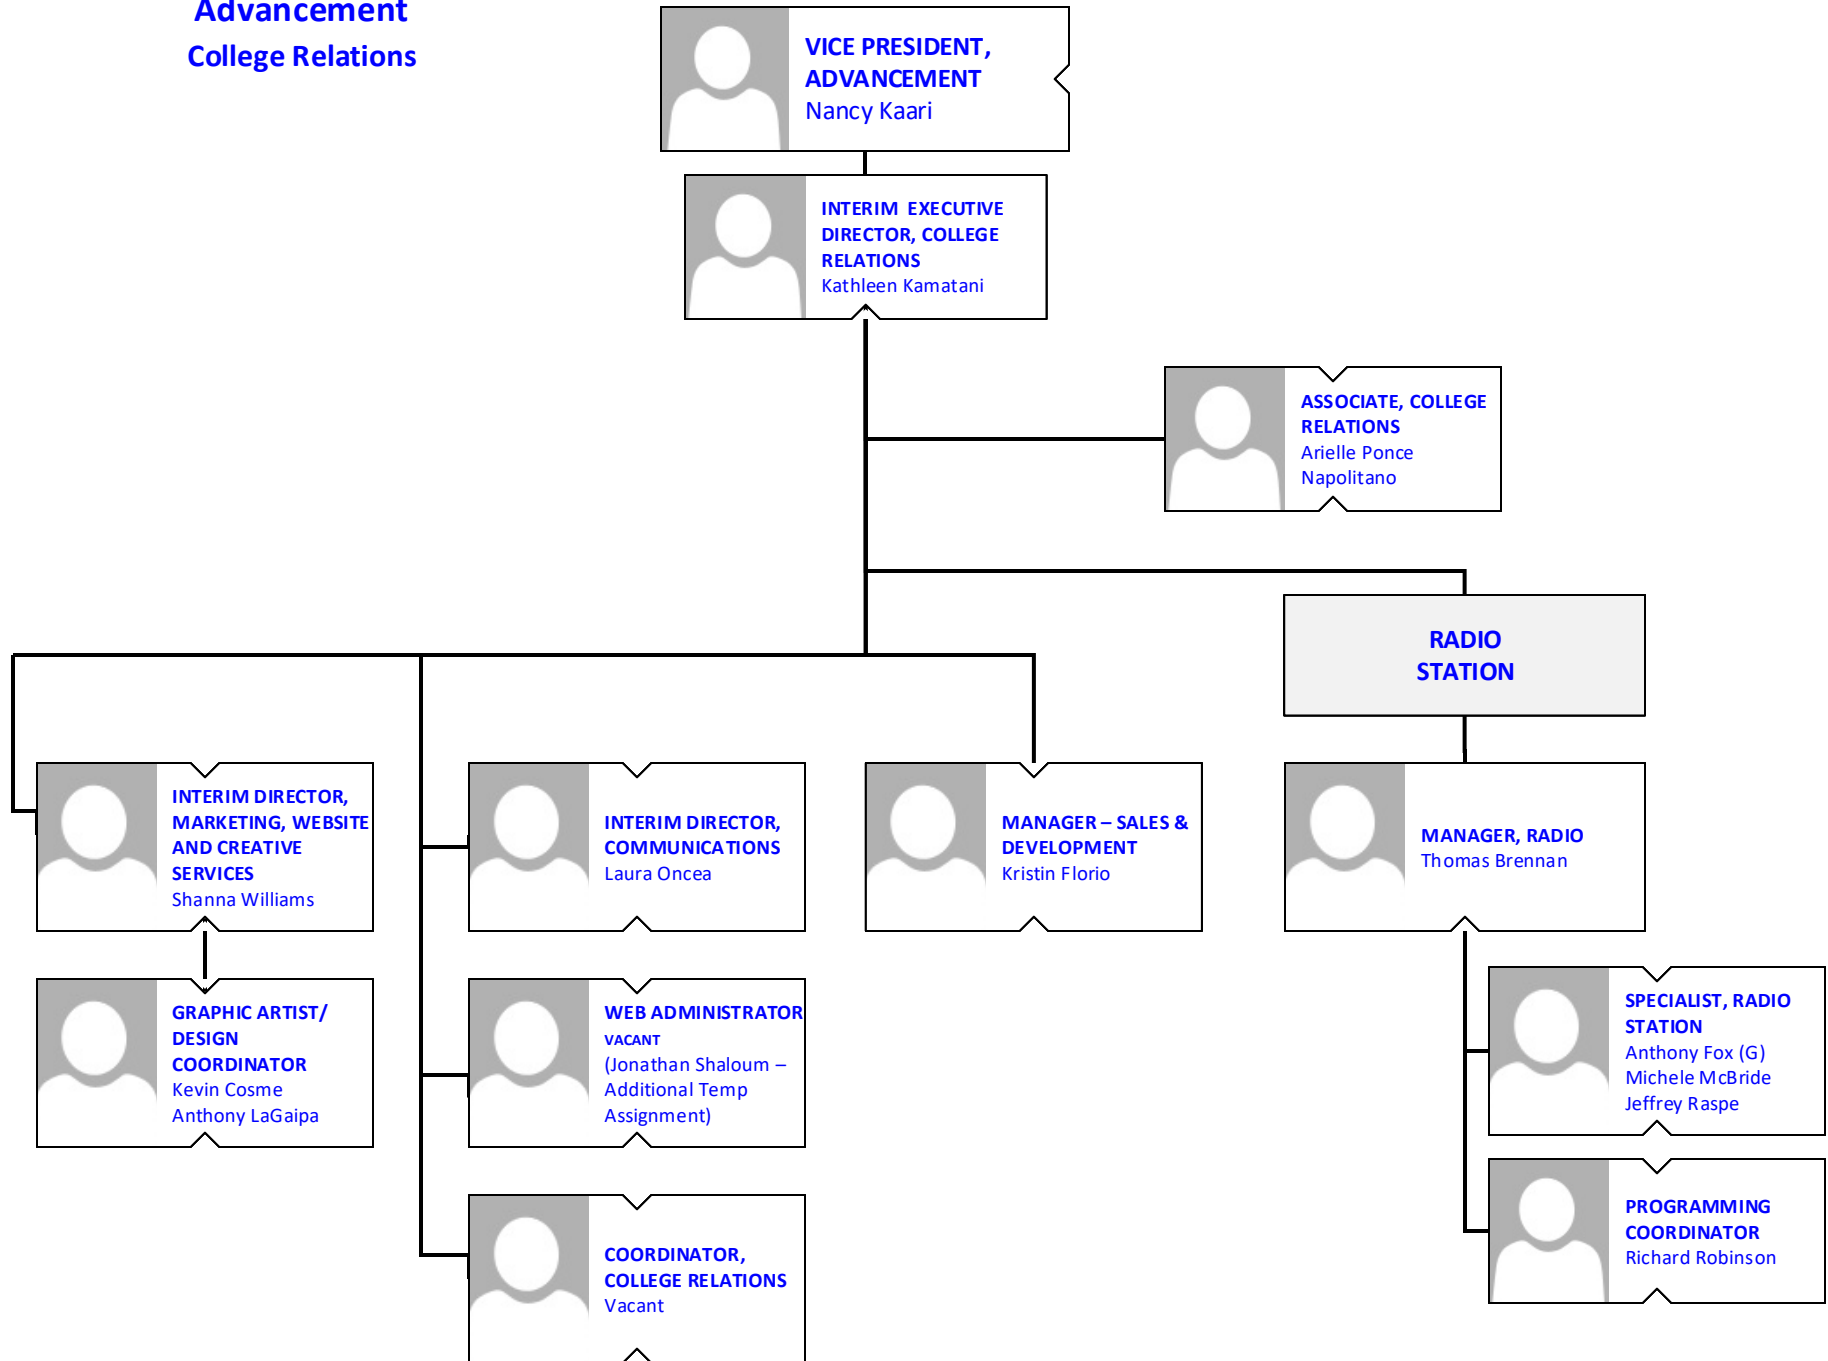 Advancement
College Relations
VICE PRESIDENT,
ADVANCEMENT
Nancy Kaari
INTERIM EXECUTIVE
DIRECTOR, COLLEGE
RELATIONS
Kathleen Kamatani
ASSOCIATE, COLLEGE
RELATIONS
Arielle Ponce
Napolitano
RADIO
STATION
INTERIM DIRECTOR,
MARKETING, WEBSITE
AND CREATIVE
SERVICES
Shanna Williams
INTERIM DIRECTOR,
COMMUNICATIONS
Laura Oncea
MANAGER – SALES &
DEVELOPMENT
Kristin Florio
MANAGER, RADIO
Thomas Brennan
GRAPHIC ARTIST/
DESIGN
COORDINATOR
Kevin Cosme
Anthony LaGaipa
WEB ADMINISTRATOR
VACANT
(Jonathan Shaloum –
Additional Temp
Assignment)
SPECIALIST, RADIO
STATION
Anthony Fox (G)
Michele McBride
Jeffrey Raspe
COORDINATOR,
COLLEGE RELATIONS
Vacant
PROGRAMMING
COORDINATOR
Richard Robinson